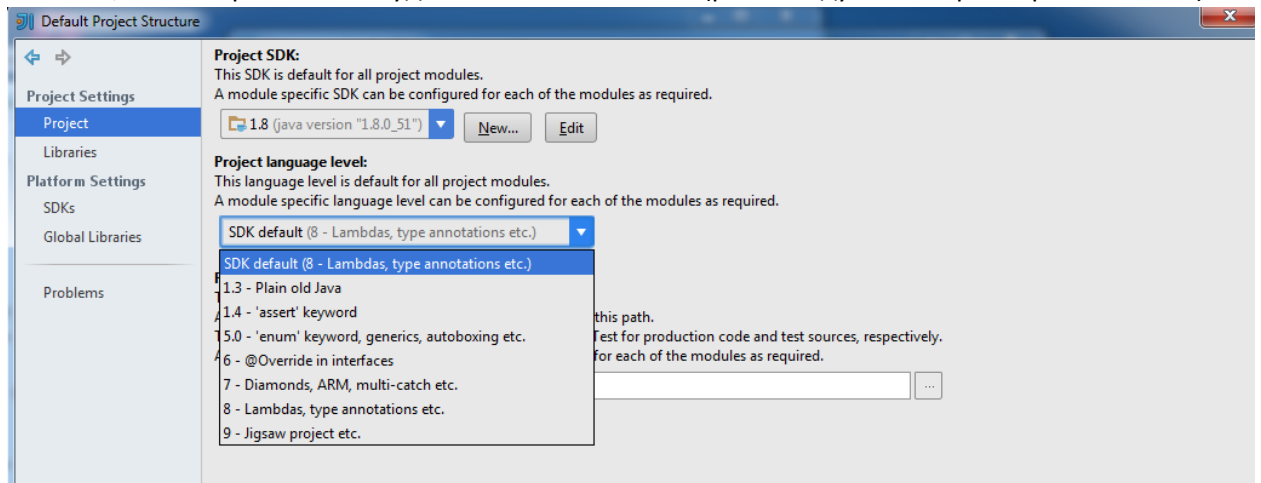 Default Project Structure
Project Settings
Project
Libraries
Platform Settings
SDKs
Global Libraries
Problems
Project SDK:
This SDK is default for all project modules.
A module specific SDK can be configured for each of the modules as required.
1.8 (java version "1.8.0_51")
New...
Edit
Project language level:
This language level is default for all project modules.
A module specific language level can be configured for each of the modules as required.
SDK default (8 - Lambdas, type annotations etc.)
SDK default (8 - Lambdas, type annotations etc.)
1.3 - Plain old Java
1.4 - 'assert' keyword
this path.
5.0 - 'enum' keyword, generics, autoboxing etc.
Test for production code and test sources, respectively.
6 - @Override in interfaces
for each of the modules as required.
7 - Diamonds, ARM, multi-catch etc.
...
8 - Lambdas, type annotations etc.
9 - Jigsaw project etc.